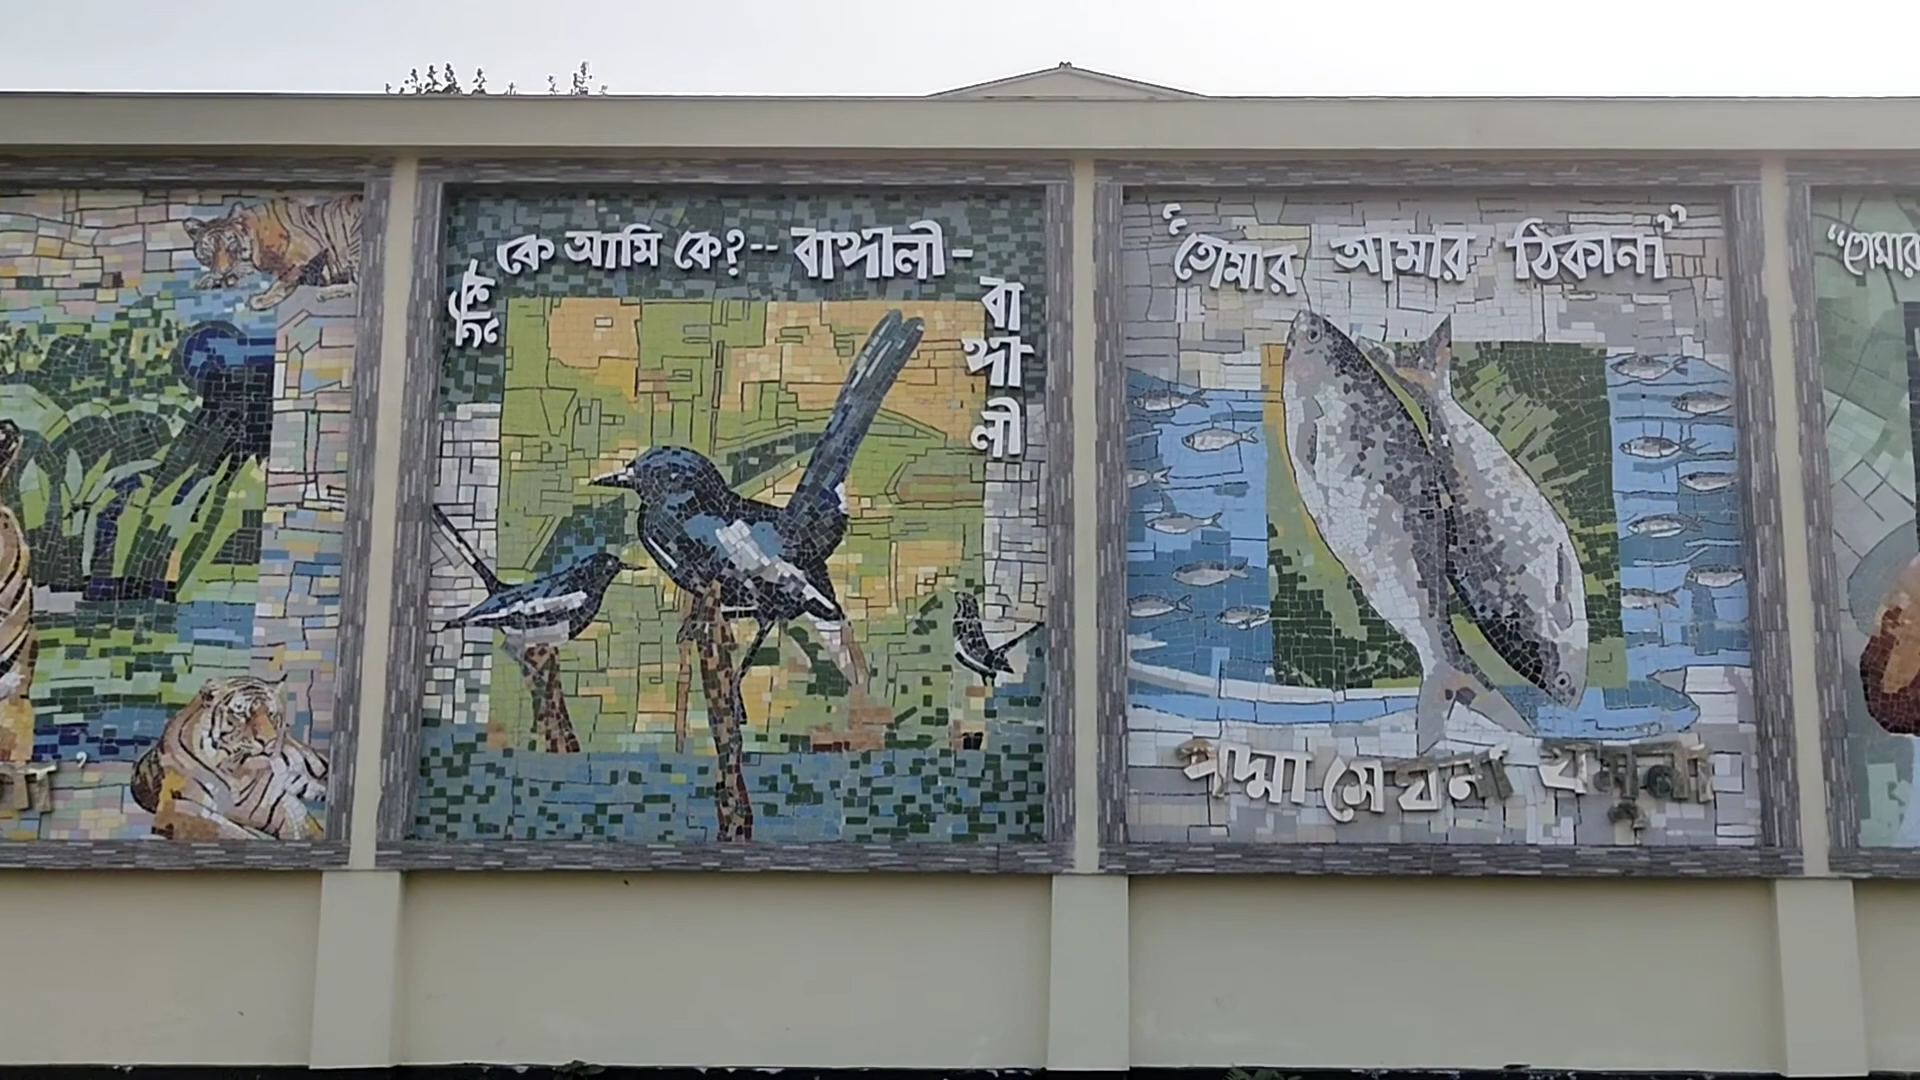 তুমি কে আমি কে?-- বাঙ্গালী-
বাঙ্গালী
“তোমার আমার ঠিকানা”
পদ্মা মেঘনা যমুনা
“তোমার